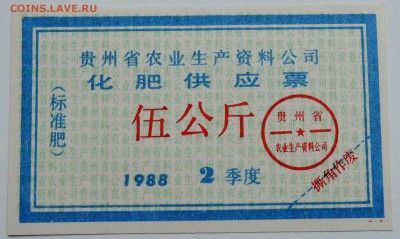 COINS.LAVE.RU
贵州省农业生产资料公司
化肥供应票
(标准肥)
伍公斤
贵州省
农业生产资料公司
1988 2季度
撕角作废